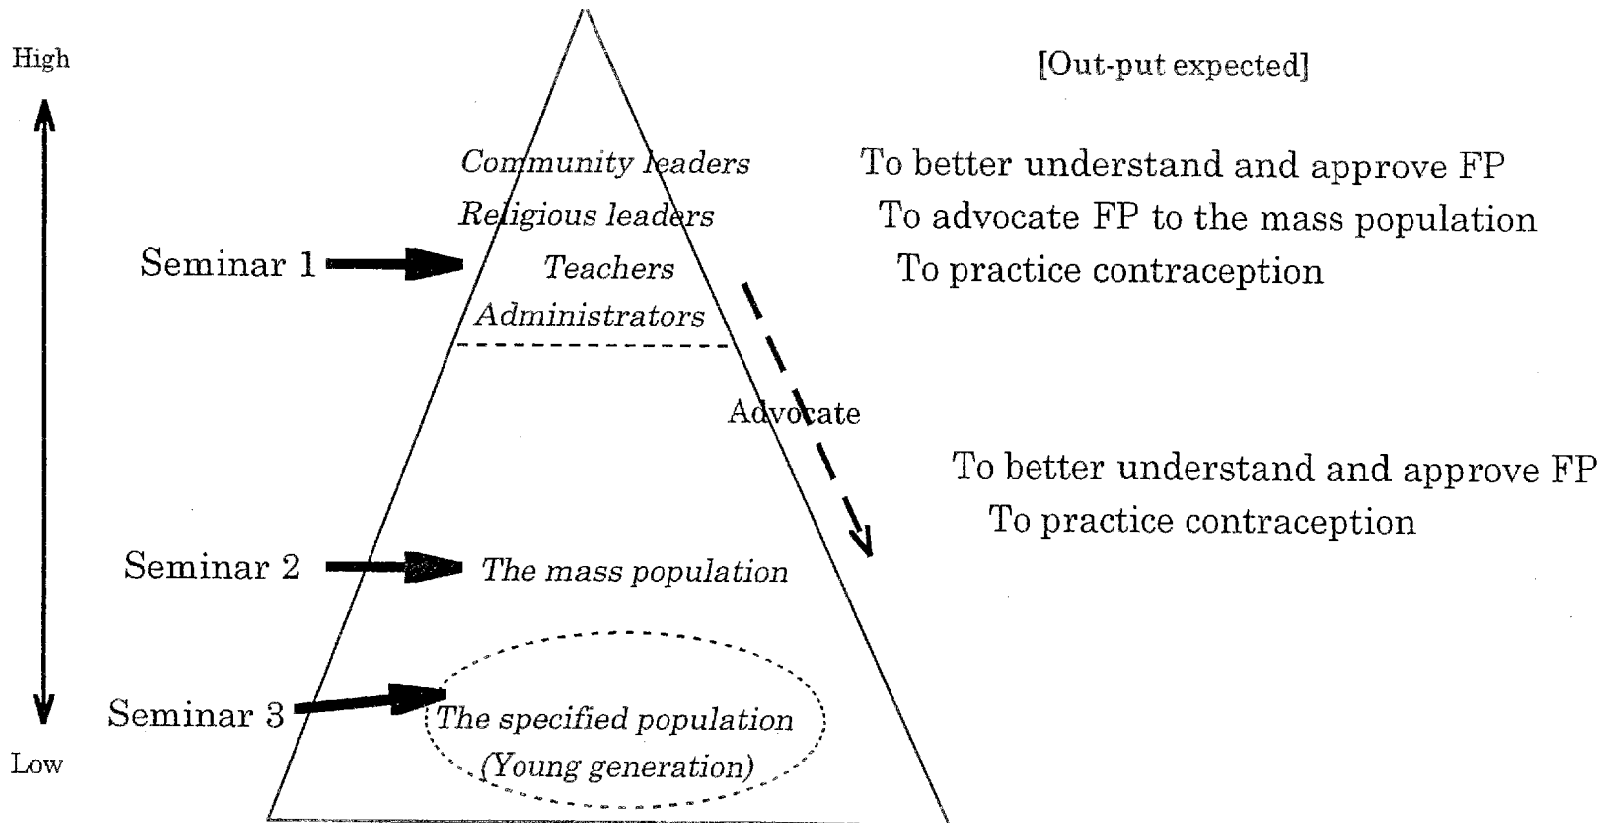 High
[Out-put expected]
Community leaders
To better understand and approve FP
Religious leaders
To advocate FP to the mass population
Seminar 1
Teachers
To practice contraception
Administrators
Advocate
To better understand and approve FP
To practice contraception
Seminar 2
The mass population
Seminar 3
The specified population
Low
(Young generation)